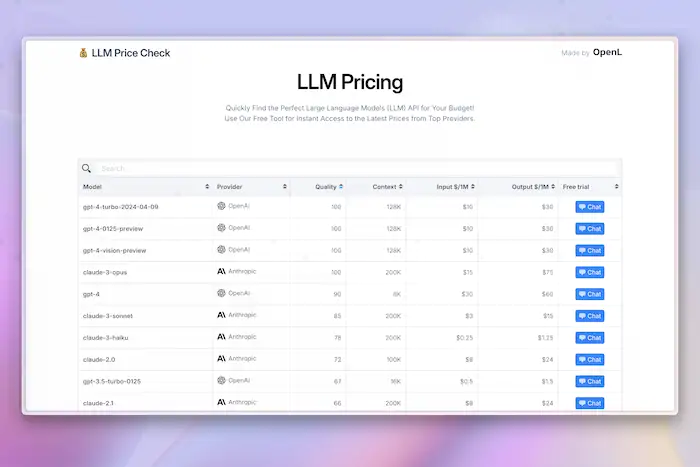 LLM Price Check
Made by OpenL
LLM Pricing
Quickly Find the Perfect Large Language Models (LLM) API for Your Budget!
Use Our Free Tool for Instant Access to the Latest Prices from Top Providers.
Search
Model Provider Quality Context Input $/1M Output $/1M Free trial
gpt-4-turbo-2024-04-09 OpenAI 100 128K $10 $30 Chat
gpt-4-0125-preview OpenAI 100 128K $10 $30 Chat
gpt-4-vision-preview OpenAI 100 128K $10 $30 Chat
claude-3-opus Anthropic 100 200K $15 $75 Chat
gpt-4 OpenAI 90 8K $30 $60 Chat
claude-3-sonnet Anthropic 85 200K $3 $15 Chat
claude-3-haiku Anthropic 78 200K $0.25 $1.25 Chat
claude-2.0 Anthropic 72 100K $8 $24 Chat
gpt-3.5-turbo-0125 OpenAI 67 16K $0.5 $1.5 Chat
claude-2.1 Anthropic 66 200K $8 $24 Chat